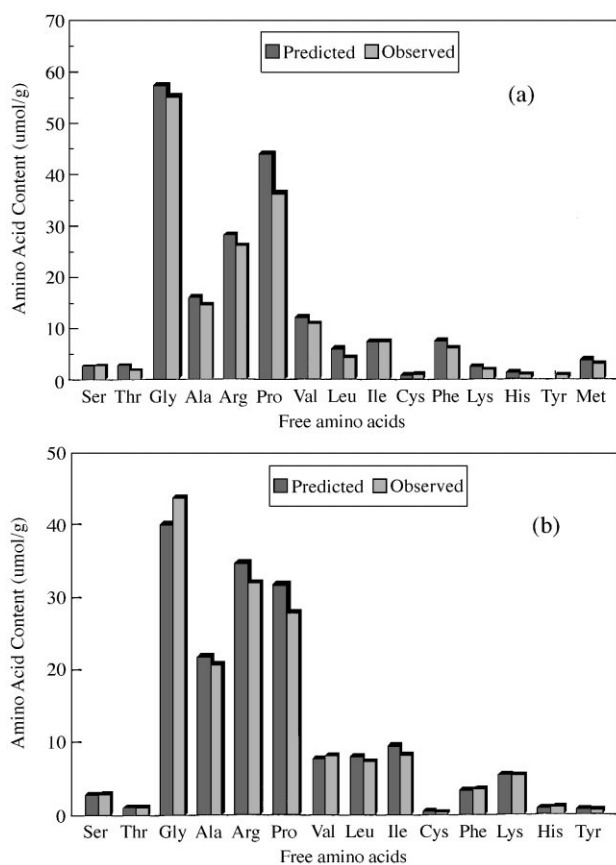 70
60
50
40
30
20
10
0
Amino Acid Content (umol/g)
Predicted Observed
(a)
Ser Thr Gly Ala Arg Pro Val Leu Ile Cys Phe Lys His Tyr Met
Free amino acids
50
40
30
20
10
0
Amino Acid Content (umol/g)
Predicted Observed
(b)
Ser Thr Gly Ala Arg Pro Val Leu Ile Cys Phe Lys His Tyr
Free amino acids